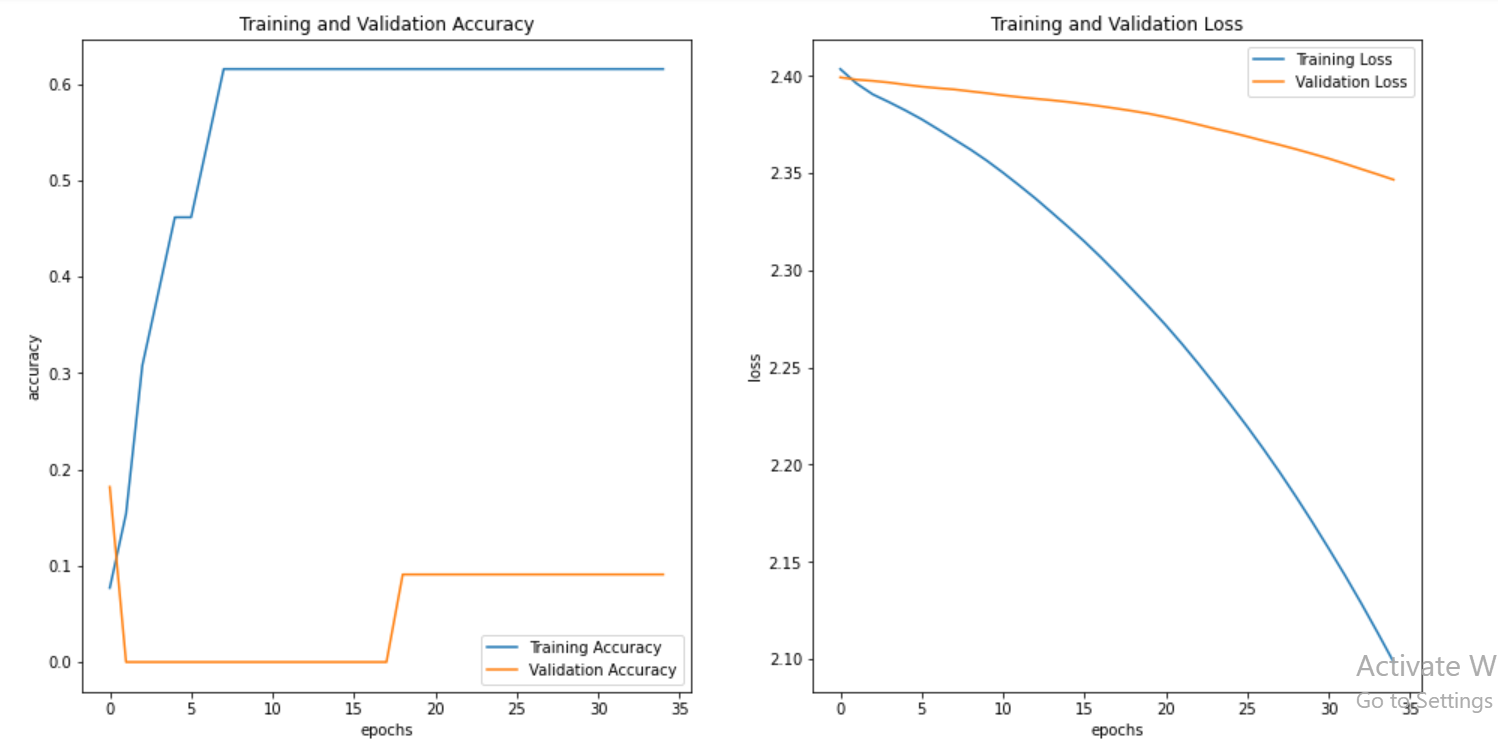 Training and Validation Accuracy
0.6
0.5
0.4
0.3
0.2
0.1
0.0
accuracy
Training Accuracy
Validation Accuracy
0 5 10 15 20 25 30 35
epochs
Training and Validation Loss
Training Loss
Validation Loss
2.40
2.35
2.30
2.25
2.20
2.15
2.10
loss
0 5 10 15 20 25 30 35
epochs
Activate W
Go to Settings